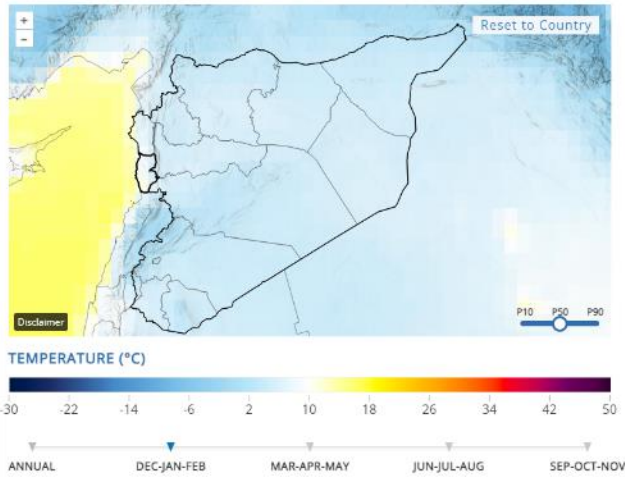 +
Reset to Country
−
Disclaimer
P10 P50 P90
TEMPERATURE (°C)
-30 -22 -14 -6 2 10 18 26 34 42 50
ANNUAL DEC-JAN-FEB MAR-APR-MAY JUN-JUL-AUG SEP-OCT-NOV